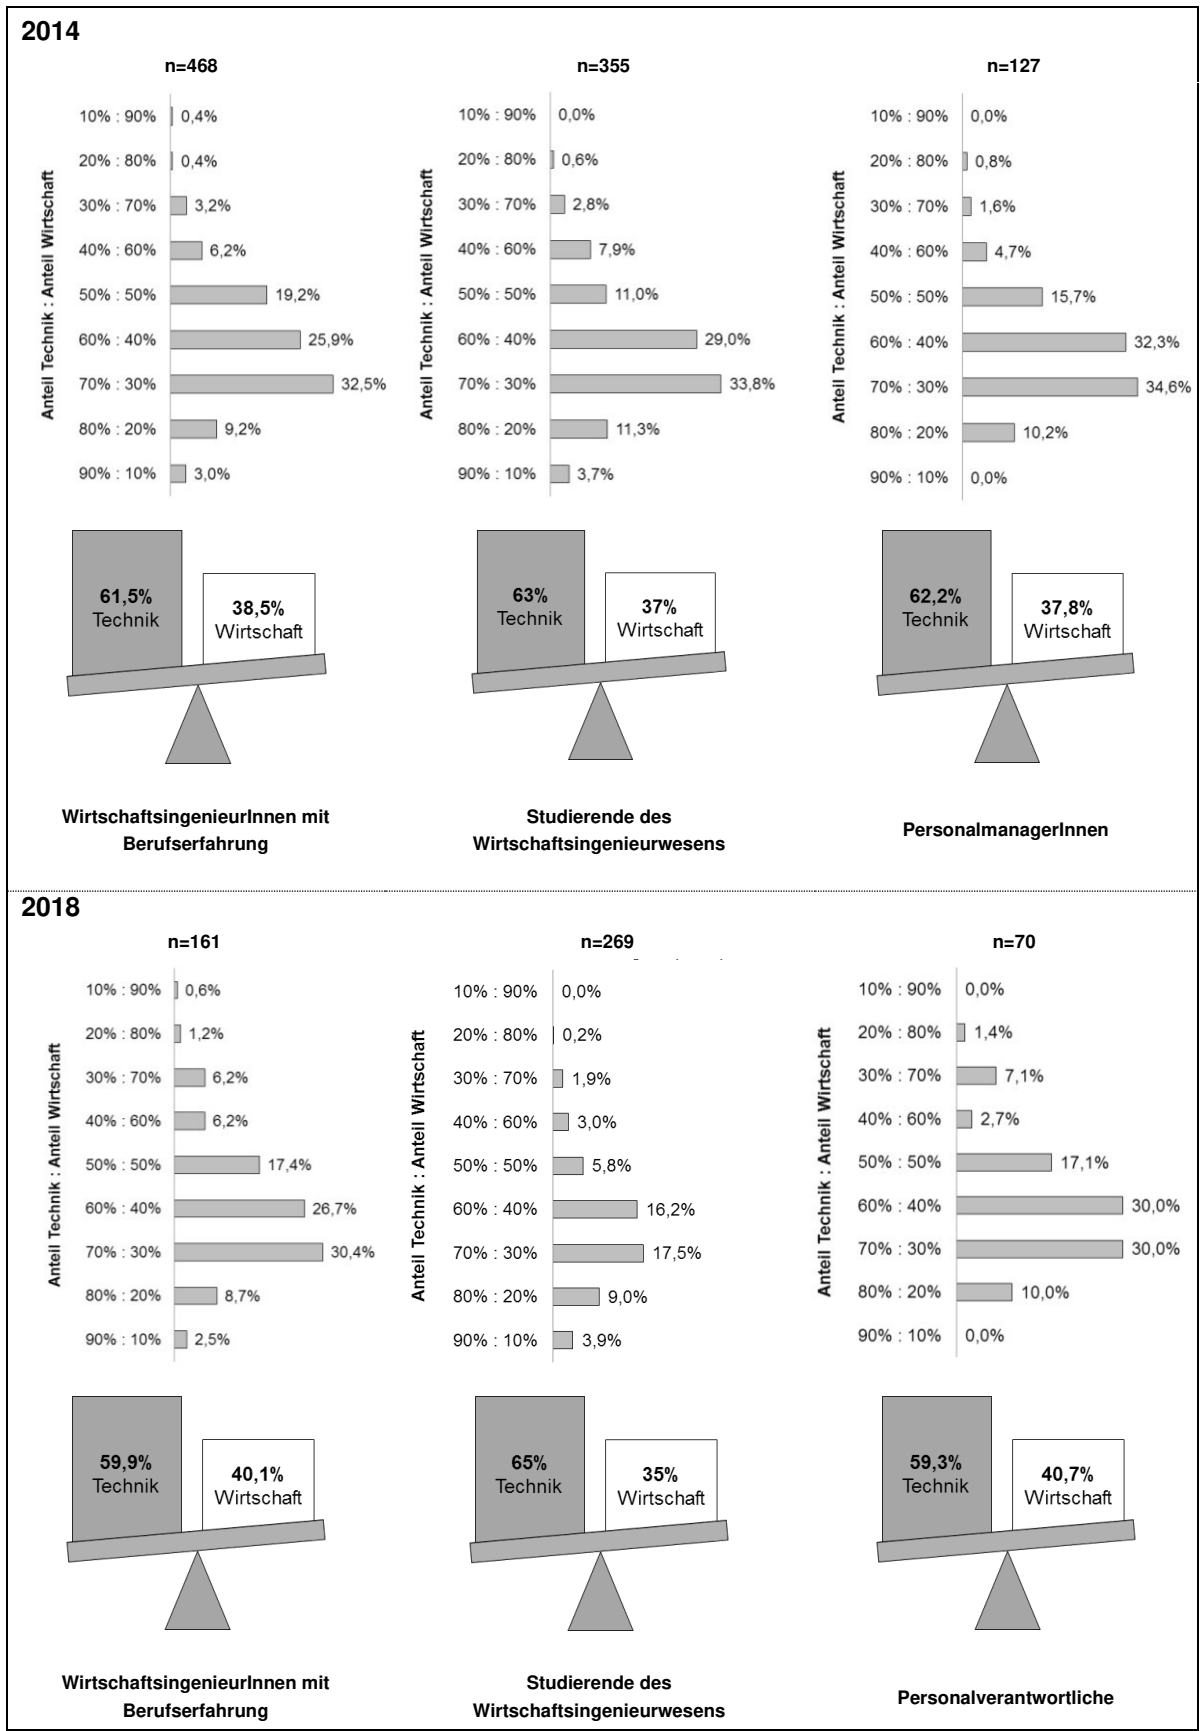 2014
n=468
Anteil Technik : Anteil Wirtschaft
10% : 90% 0,4%
20% : 80% 0,4%
30% : 70% 3,2%
40% : 60% 6,2%
50% : 50% 19,2%
60% : 40% 25,9%
70% : 30% 32,5%
80% : 20% 9,2%
90% : 10% 3,0%
61,5%
Technik
38,5%
Wirtschaft
WirtschaftsingenieurInnen mit
Berufserfahrung
n=355
Anteil Technik : Anteil Wirtschaft
10% : 90% 0,0%
20% : 80% 0,6%
30% : 70% 2,8%
40% : 60% 7,9%
50% : 50% 11,0%
60% : 40% 29,0%
70% : 30% 33,8%
80% : 20% 11,3%
90% : 10% 3,7%
63%
Technik
37%
Wirtschaft
Studierende des
Wirtschaftsingenieurwesens
n=127
Anteil Technik : Anteil Wirtschaft
10% : 90% 0,0%
20% : 80% 0,8%
30% : 70% 1,6%
40% : 60% 4,7%
50% : 50% 15,7%
60% : 40% 32,3%
70% : 30% 34,6%
80% : 20% 10,2%
90% : 10% 0,0%
62,2%
Technik
37,8%
Wirtschaft
PersonalmanagerInnen
2018
n=161
Anteil Technik : Anteil Wirtschaft
10% : 90% 0,6%
20% : 80% 1,2%
30% : 70% 6,2%
40% : 60% 6,2%
50% : 50% 17,4%
60% : 40% 26,7%
70% : 30% 30,4%
80% : 20% 8,7%
90% : 10% 2,5%
59,9%
Technik
40,1%
Wirtschaft
WirtschaftsingenieurInnen mit
Berufserfahrung
n=269
Anteil Technik : Anteil Wirtschaft
10% : 90% 0,0%
20% : 80% 0,2%
30% : 70% 1,9%
40% : 60% 3,0%
50% : 50% 5,8%
60% : 40% 16,2%
70% : 30% 17,5%
80% : 20% 9,0%
90% : 10% 3,9%
65%
Technik
35%
Wirtschaft
Studierende des
Wirtschaftsingenieurwesens
n=70
Anteil Technik : Anteil Wirtschaft
10% : 90% 0,0%
20% : 80% 1,4%
30% : 70% 7,1%
40% : 60% 2,7%
50% : 50% 17,1%
60% : 40% 30,0%
70% : 30% 30,0%
80% : 20% 10,0%
90% : 10% 0,0%
59,3%
Technik
40,7%
Wirtschaft
Personalverantwortliche